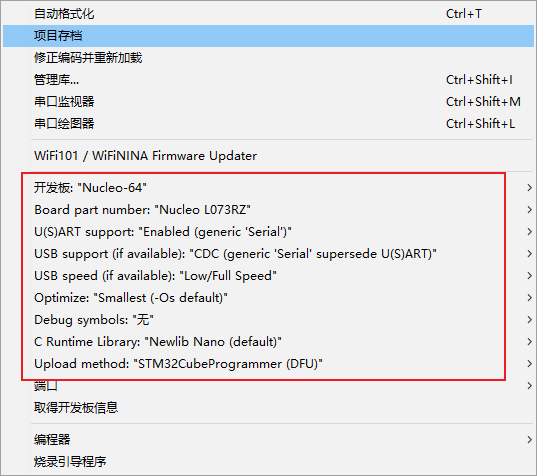 自动格式化 Ctrl+T
项目存档
修正编码并重新加载
管理库... Ctrl+Shift+I
串口监视器 Ctrl+Shift+M
串口绘图器 Ctrl+Shift+L
WiFi101 / WiFiNINA Firmware Updater
开发板: "Nucleo-64"
Board part number: "Nucleo L073RZ"
U(S)ART support: "Enabled (generic 'Serial')"
USB support (if available): "CDC (generic 'Serial' supersede U(S)ART)"
USB speed (if available): "Low/Full Speed"
Optimize: "Smallest (-Os default)"
Debug symbols: "无"
C Runtime Library: "Newlib Nano (default)"
Upload method: "STM32CubeProgrammer (DFU)"
端口
取得开发板信息
编程器
烧录引导程序